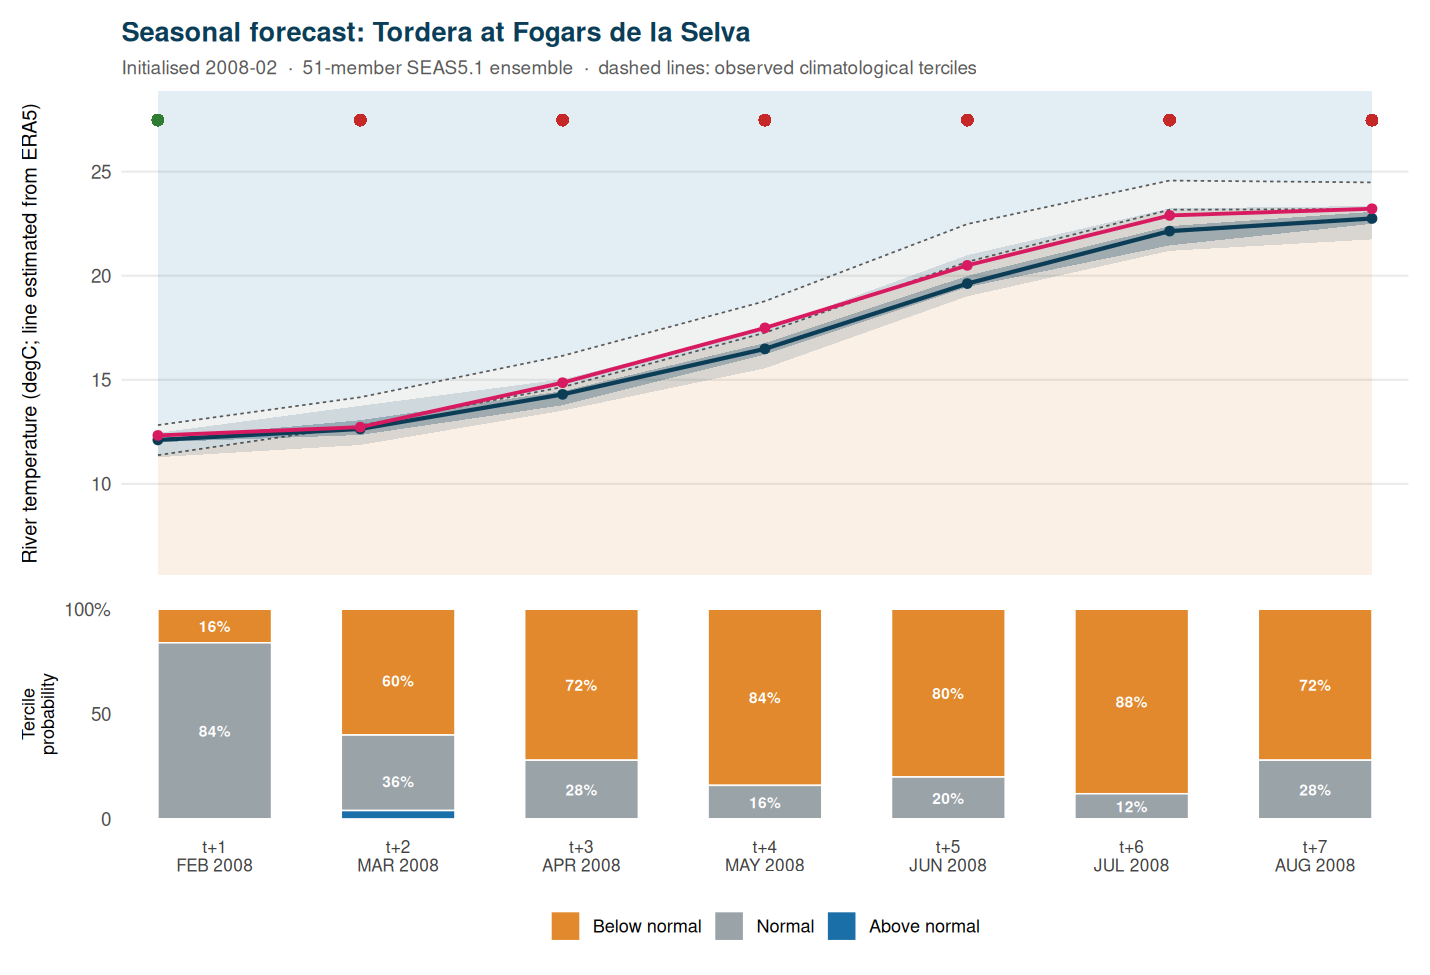 Seasonal forecast: Tordera at Fogars de la Selva
Initialised 2008-02 · 51-member SEAS5.1 ensemble · dashed lines: observed climatological terciles
River temperature (degC; line estimated from ERA5)
25
20
15
10
Tercile
probability
100%
50
0
16%
84%
60%
36%
72%
28%
84%
16%
80%
20%
88%
12%
72%
28%
t+1
FEB 2008
t+2
MAR 2008
t+3
APR 2008
t+4
MAY 2008
t+5
JUN 2008
t+6
JUL 2008
t+7
AUG 2008
Below normal
Normal
Above normal